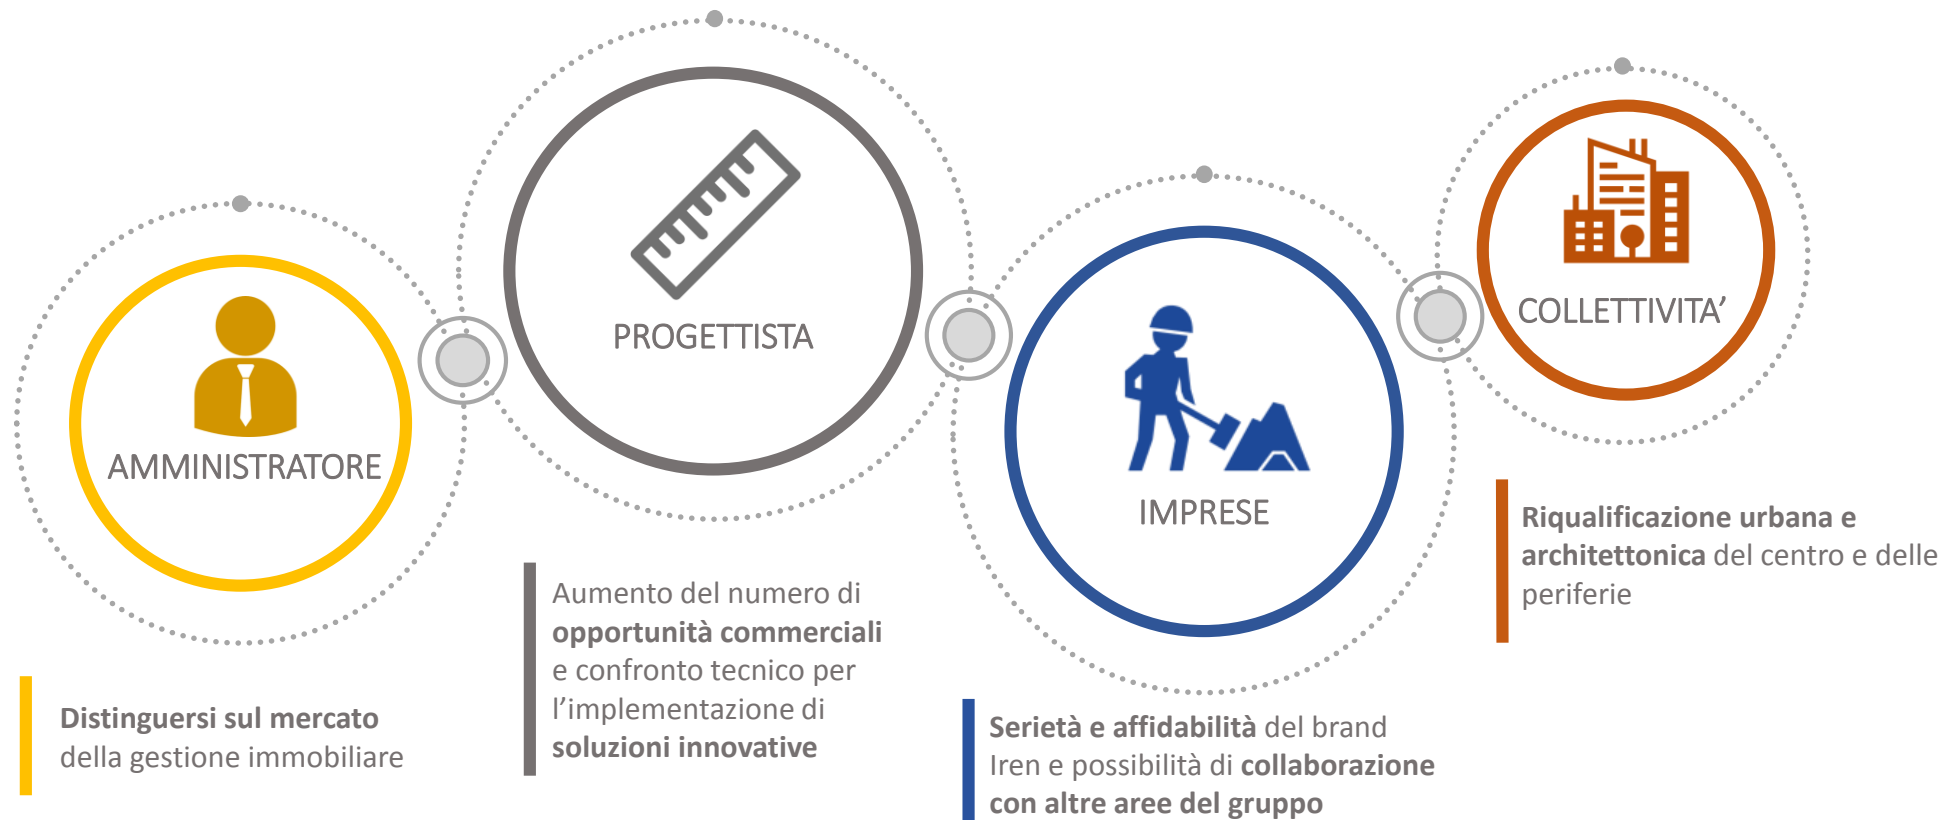 AMMINISTRATORE
Distinguersi sul mercato
della gestione immobiliare
PROGETTISTA
Aumento del numero di
opportunità commerciali
e confronto tecnico per
l’implementazione di
soluzioni innovative
IMPRESE
Serietà e affidabilità del brand
Iren e possibilità di collaborazione
con altre aree del gruppo
COLLETTIVITA’
Riqualificazione urbana e
architettonica del centro e delle
periferie